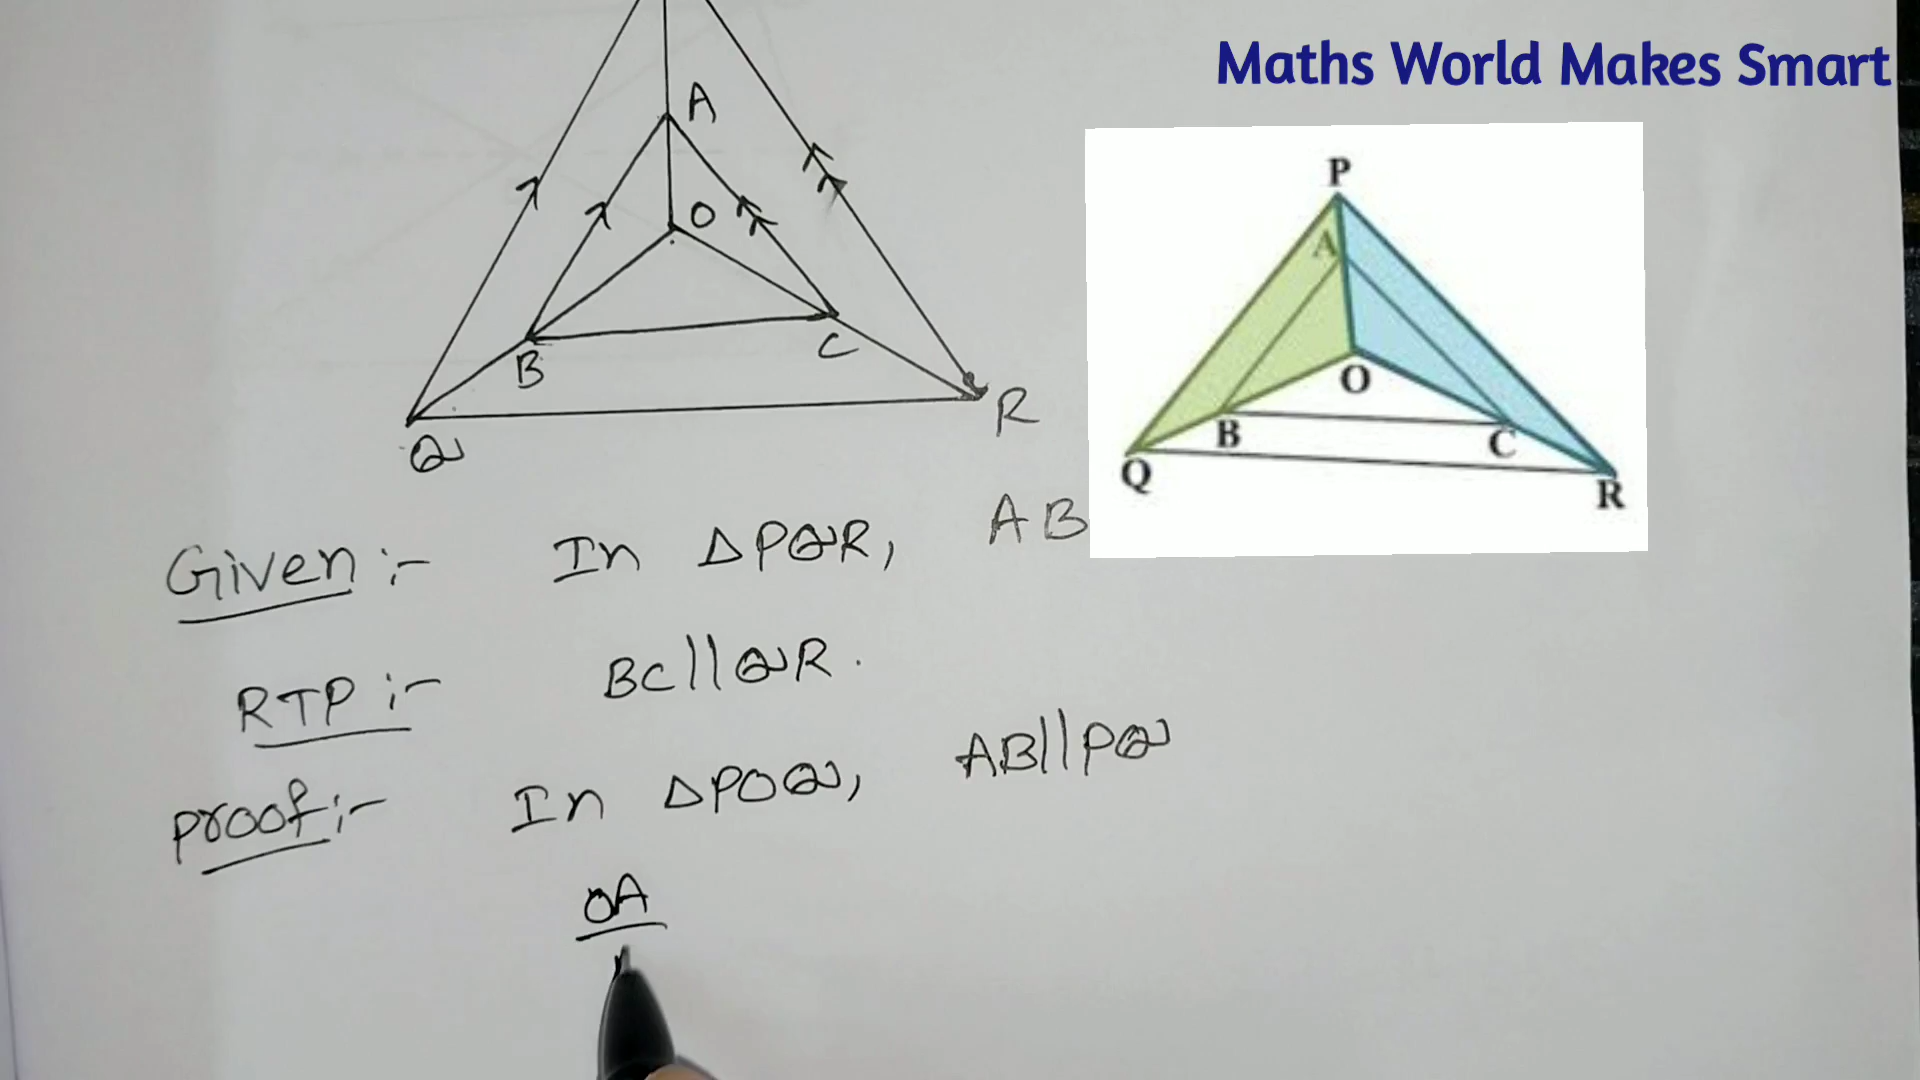 Maths World Makes Smart
A
O
B
C
Q
R
P
A
O
B
C
Q
R
Given :- In ΔPQR, AB
RTP :- BC||QR.
Proof :- In ΔPOQ, AB||PQ
OA